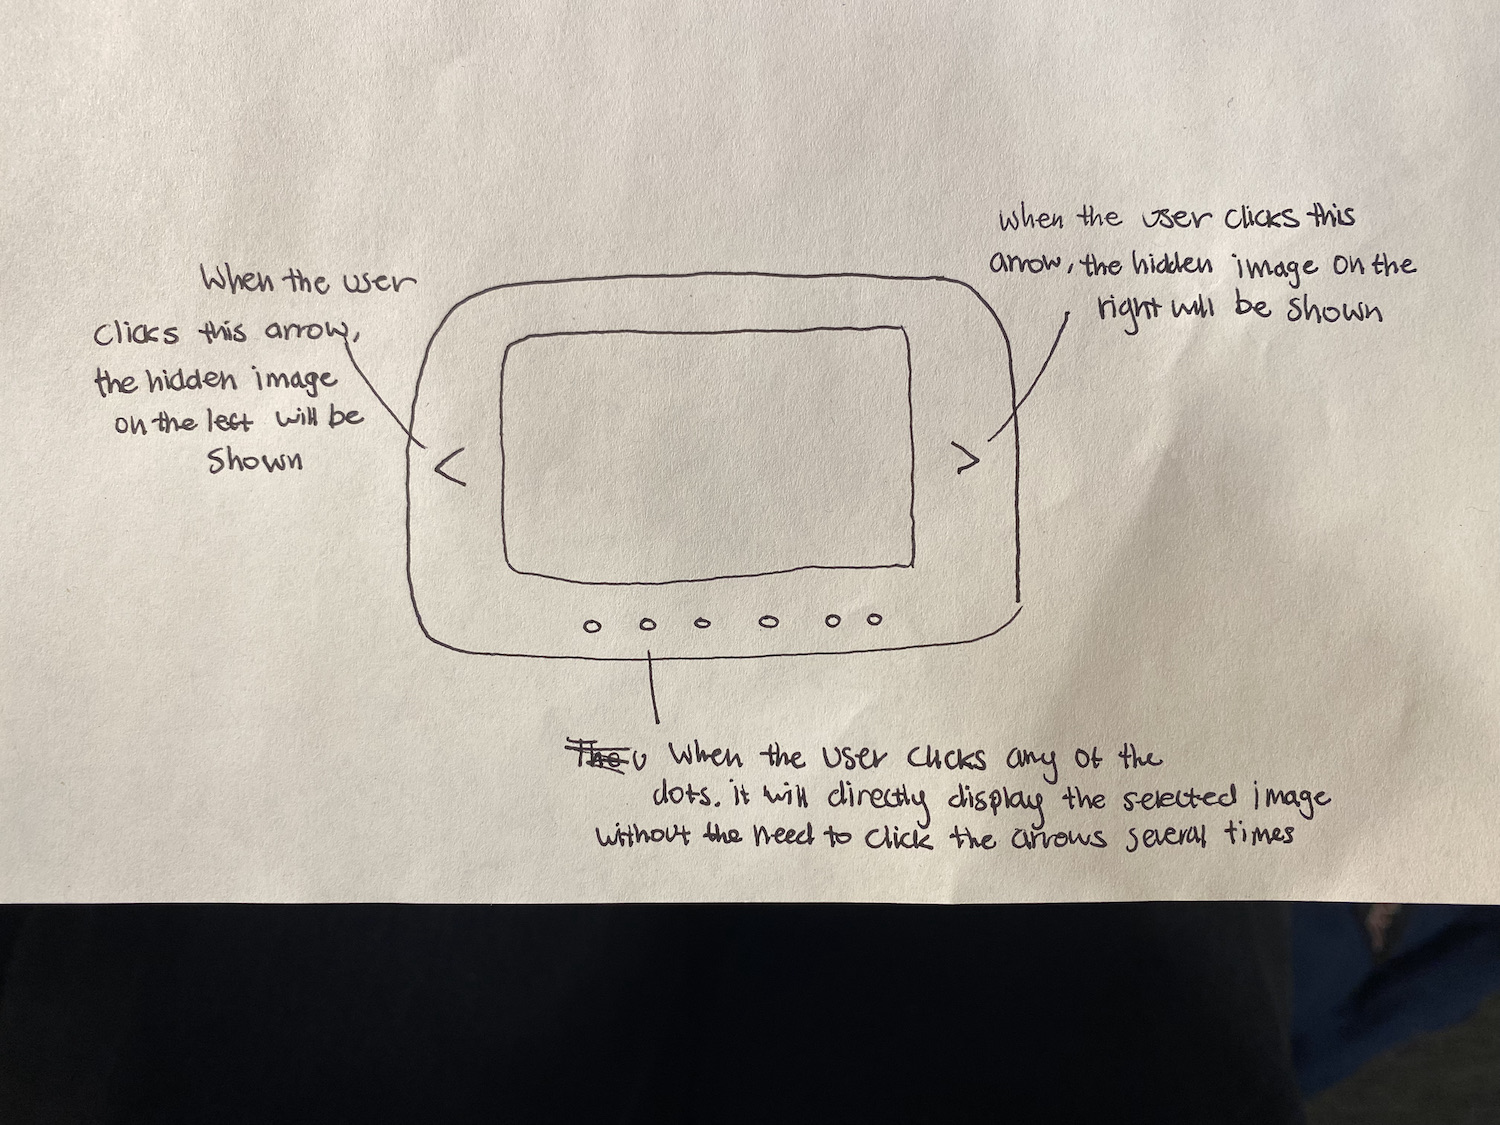 When the user
clicks this arrow,
the hidden image
on the left will be
shown
when the user clicks this
arrow, the hidden image on the
right will be shown
<
>
The u when the user clicks any of the
dots. it will directly display the selected image
without the need to click the arrows several times